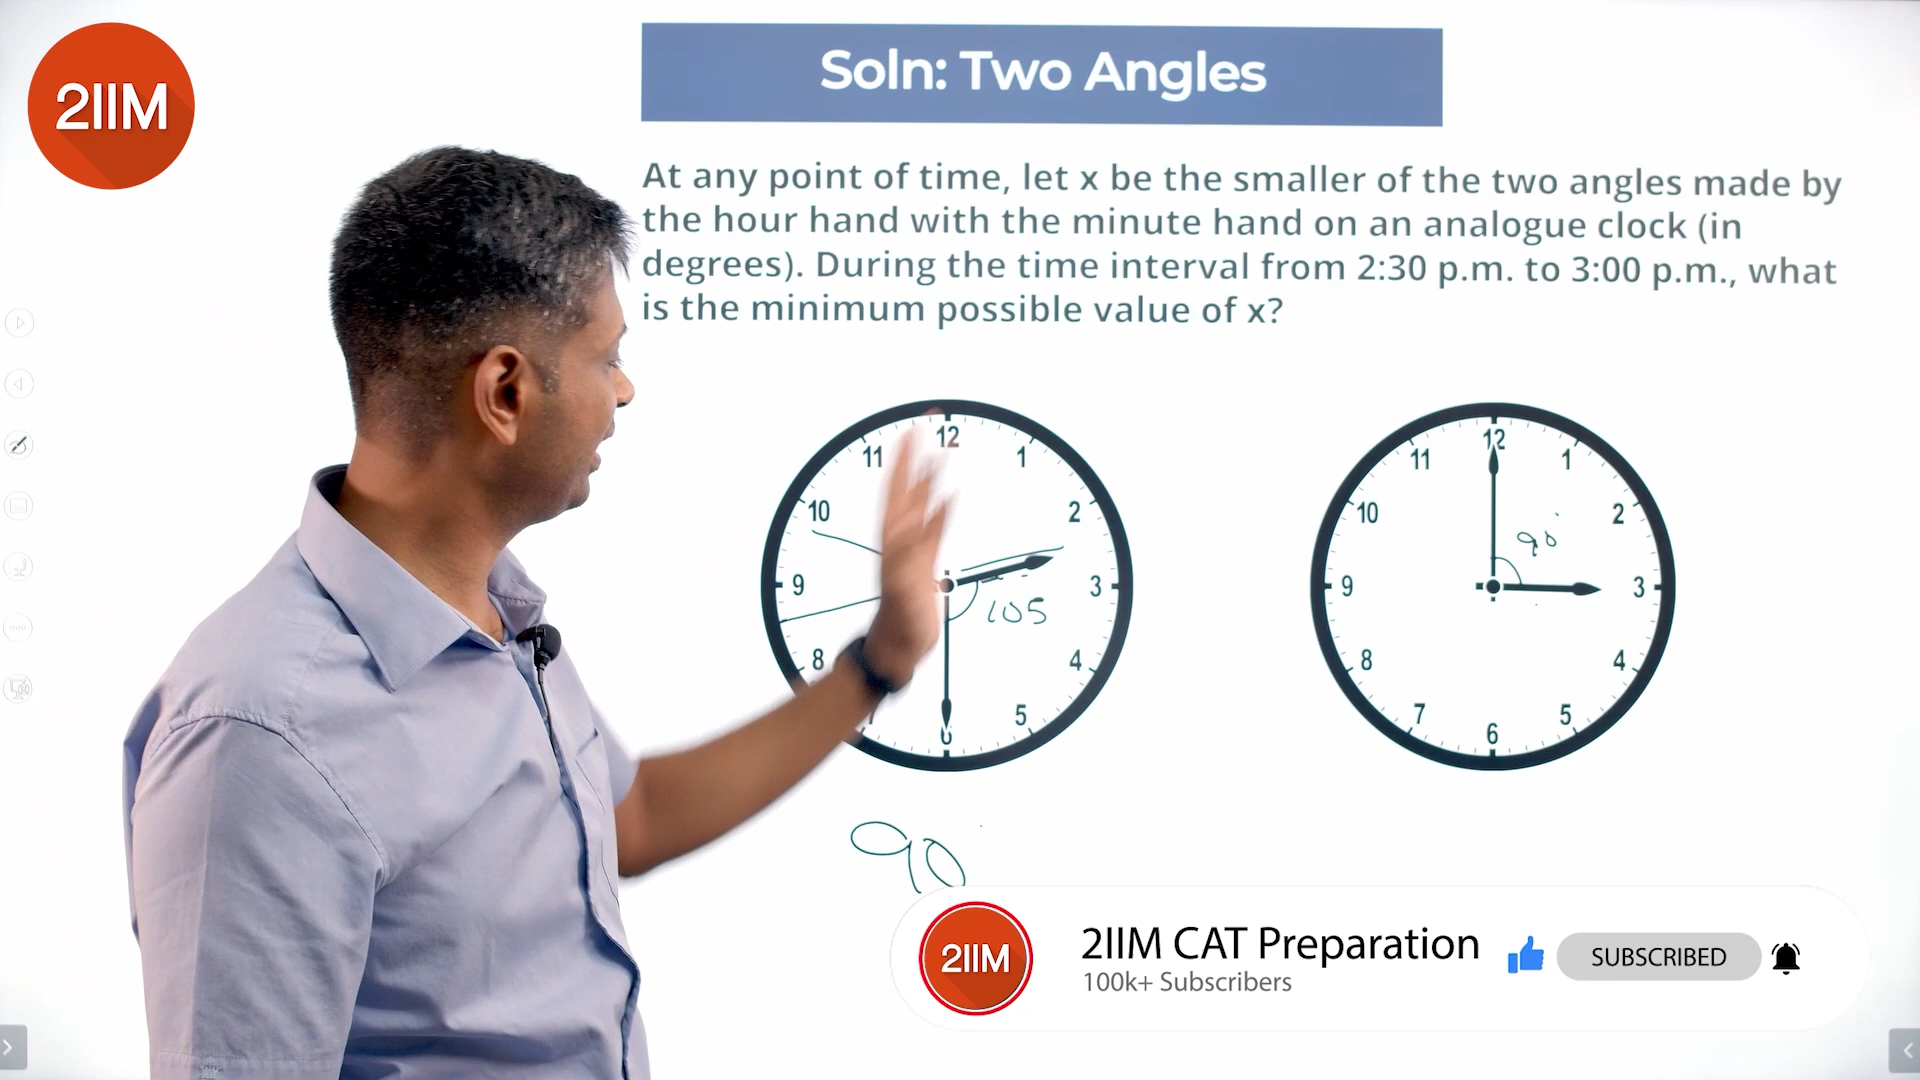 2IIM
Soln: Two Angles
At any point of time, let x be the smaller of the two angles made by
the hour hand with the minute hand on an analogue clock (in
degrees). During the time interval from 2:30 p.m. to 3:00 p.m., what
is the minimum possible value of x?
12
11
1
10
2
9
3
105
8
4
5
6
12
11
1
10
2
90°
9
3
8
4
7
5
6
90
2IIM
2IIM CAT Preparation
100k+ Subscribers
SUBSCRIBED